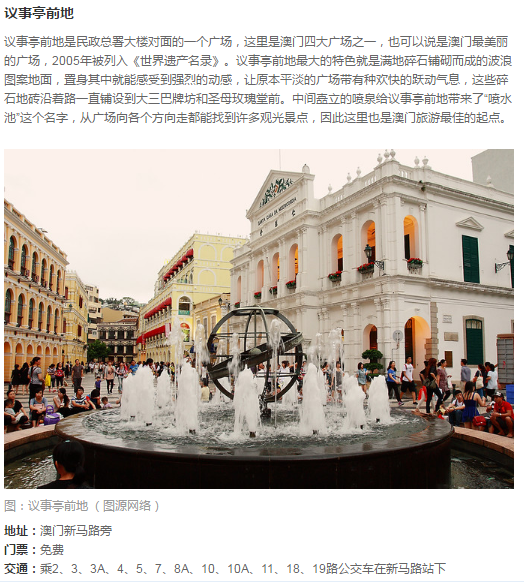 议事亭前地
议事亭前地是民政总署大楼对面的一个广场，这里是澳门四大广场之一，也可以说是澳门最美丽
的广场，2005年被列入《世界遗产名录》。议事亭前地最大的特色就是满地碎石铺砌而成的波浪
图案地面，置身其中就能感受到强烈的动感，让原本平淡的广场带有种欢快的跃动气息，这些碎
石地砖沿着路一直铺设到大三巴牌坊和圣母玫瑰堂前。中间矗立的喷泉给议事亭前地带来了“喷水
池”这个名字，从广场向各个方向走都能找到许多观光景点，因此这里也是澳门旅游最佳的起点。
SANTA CASA DA MISERICORDIA
图：议事亭前地（ 图源网络 ）
地址：澳门新马路旁
门票：免费
交通：乘2、3、3A、4、5、7、8A、10、10A、11、18、19路公交车在新马路站下